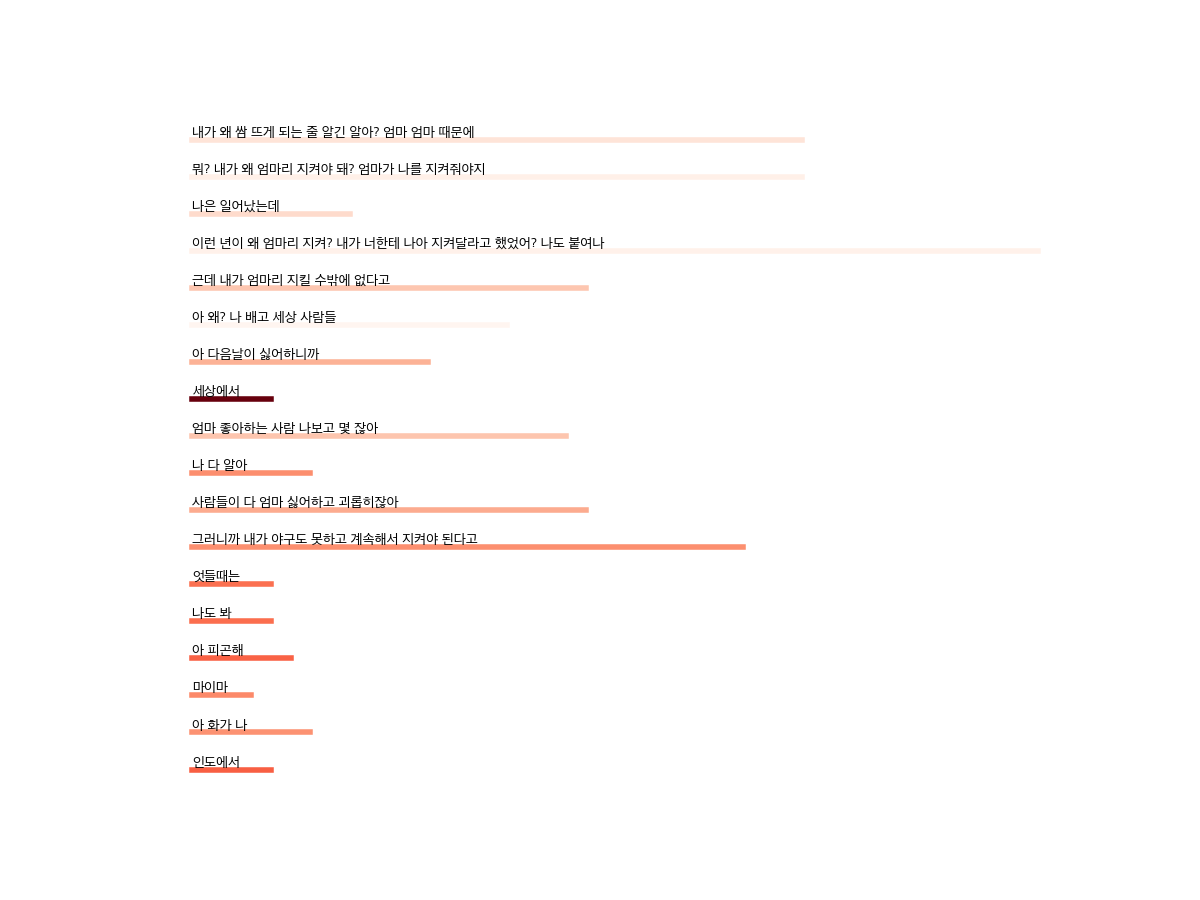 내가 왜 쌈 뜨게 되는 줄 알긴 알아? 엄마 엄마 때문에
뭐? 내가 왜 엄마리 지켜야 돼? 엄마가 나를 지켜줘야지
나은 일어났는데
이런 년이 왜 엄마리 지켜? 내가 너한테 나아 지켜달라고 했었어? 나도 붙여나
근데 내가 엄마리 지킬 수밖에 없다고
아 왜? 나 배고 세상 사람들
아 다음날이 싫어하니까
세상에서
엄마 좋아하는 사람 나보고 몇 잖아
나 다 알아
사람들이 다 엄마 싫어하고 괴롭히잖아
그러니까 내가 야구도 못하고 계속해서 지켜야 된다고
엇들때는
나도 봐
아 피곤해
마이마
아 화가 나
인도에서